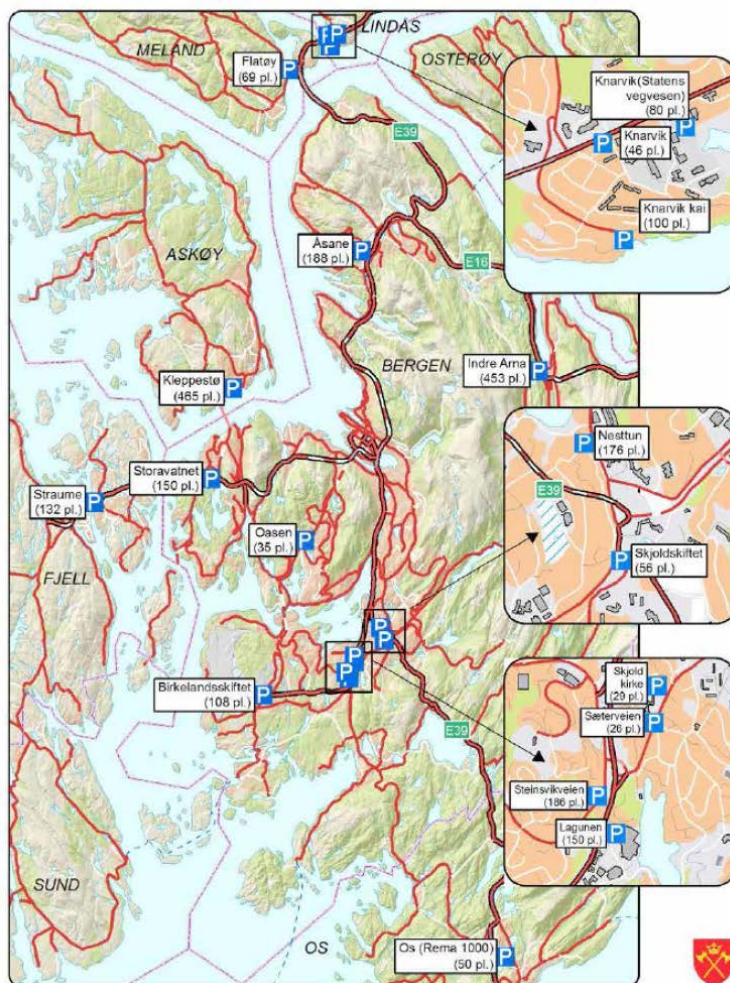 LINDÅS
MELAND
Flatøy
(69 pl.)
OSTERØY
Knarvik(Statens
vegvesen)
(80 pl.)
Knarvik
(46 pl.)
Knarvik kai
(100 pl.)
E39
Åsane
(188 pl.)
ASKØY
E16
BERGEN
Indre Arna
(453 pl.)
Kleppestø
(465 pl.)
Nesttun
(176 pl.)
E39
Skjoldskiftet
(56 pl.)
Storavatnet
(150 pl.)
Straume
(132 pl.)
Oasen
(35 pl.)
FJELL
Birkelandsskiftet
(108 pl.)
Skjold
kirke
(29 pl.)
Sæterveien
(26 pl.)
Steinsvikveien
(186 pl.)
Lagunen
(150 pl.)
E39
SUND
OS
Os (Rema 1000)
(50 pl.)